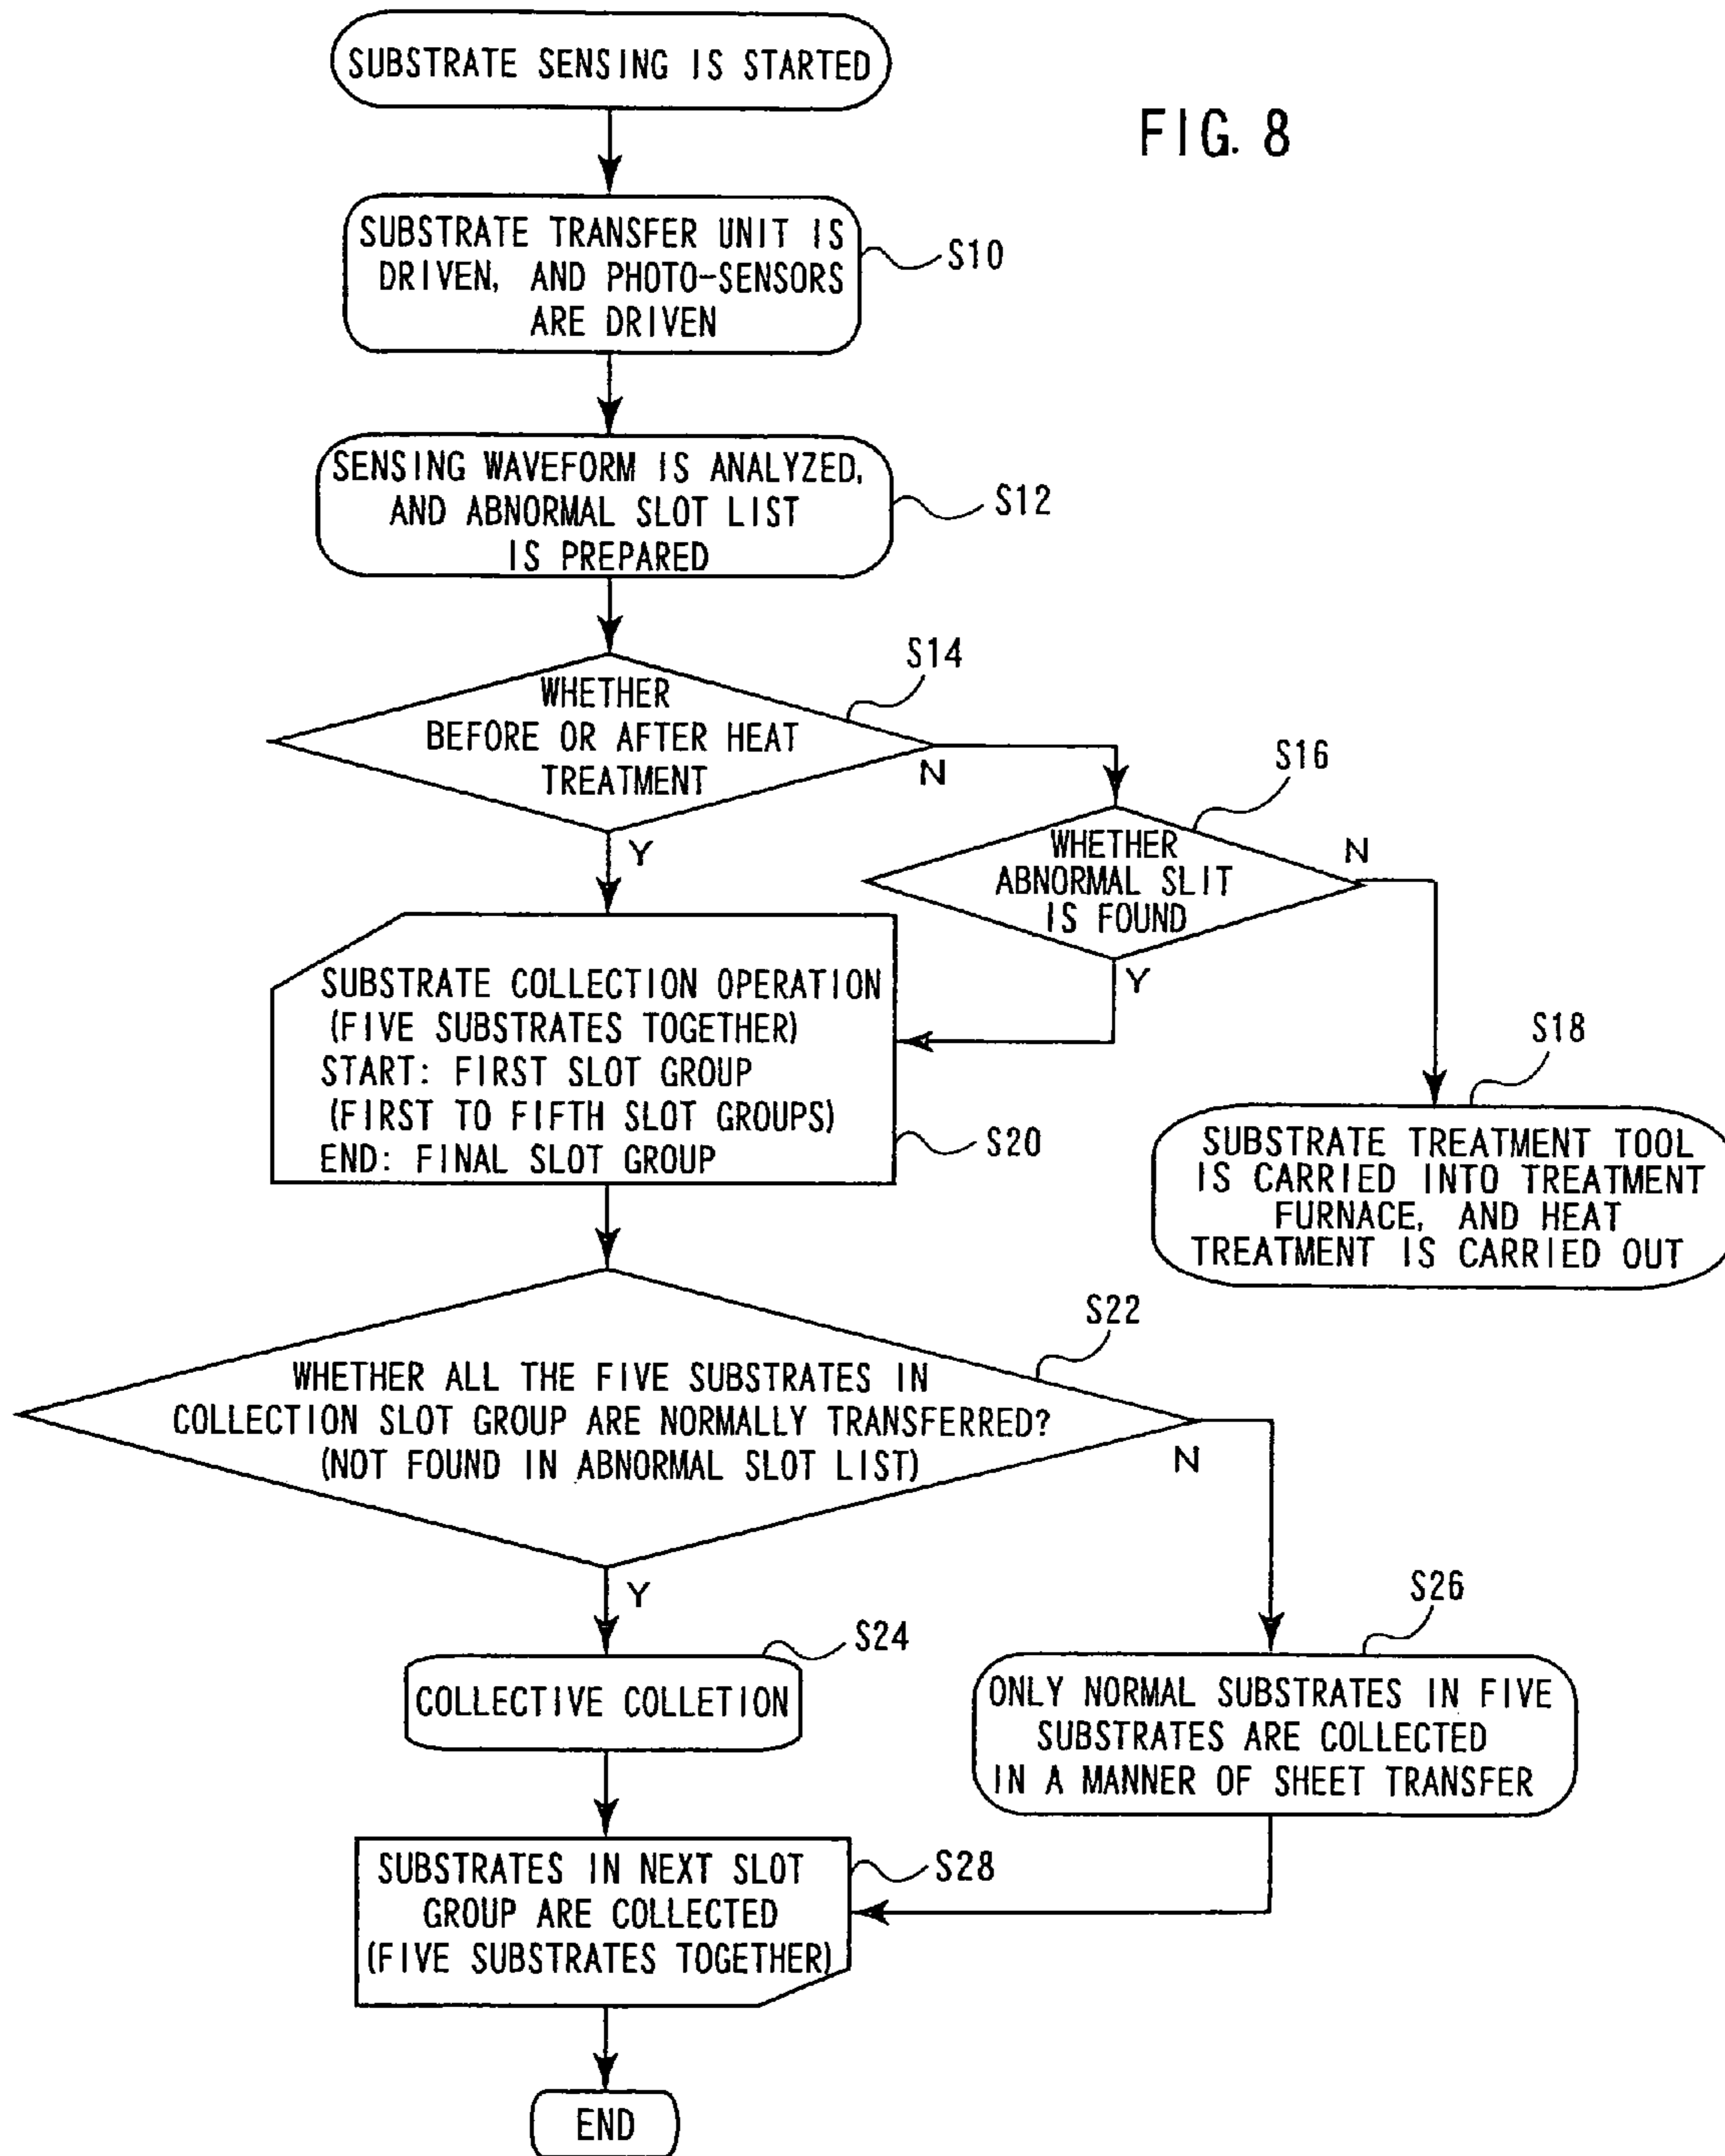 SUBSTRATE SENSING IS STARTED
FIG. 8
SUBSTRATE TRANSFER UNIT IS
DRIVEN, AND PHOTO-SENSORS
ARE DRIVEN
S10
SENSING WAVEFORM IS ANALYZED,
AND ABNORMAL SLOT LIST
IS PREPARED
S12
S14
WHETHER
BEFORE OR AFTER HEAT
TREATMENT
N
Y
S16
WHETHER
ABNORMAL SLIT
IS FOUND
N
Y
SUBSTRATE COLLECTION OPERATION
(FIVE SUBSTRATES TOGETHER)
START: FIRST SLOT GROUP
(FIRST TO FIFTH SLOT GROUPS)
END: FINAL SLOT GROUP
S20
S18
SUBSTRATE TREATMENT TOOL
IS CARRIED INTO TREATMENT
FURNACE, AND HEAT
TREATMENT IS CARRIED OUT
S22
WHETHER ALL THE FIVE SUBSTRATES IN
COLLECTION SLOT GROUP ARE NORMALLY TRANSFERRED?
(NOT FOUND IN ABNORMAL SLOT LIST)
N
Y
S24
COLLECTIVE COLLETION
S26
ONLY NORMAL SUBSTRATES IN FIVE
SUBSTRATES ARE COLLECTED
IN A MANNER OF SHEET TRANSFER
SUBSTRATES IN NEXT SLOT
GROUP ARE COLLECTED
(FIVE SUBSTRATES TOGETHER)
S28
END